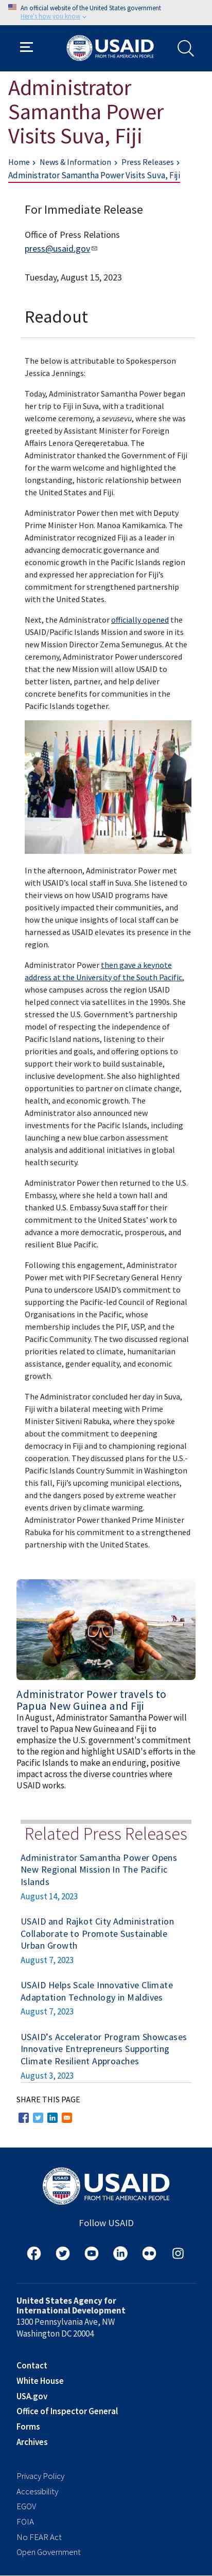 An official website of the United States government
Here's how you know
USAID
FROM THE AMERICAN PEOPLE
Administrator
Samantha Power
Visits Suva, Fiji
Home › News & Information › Press Releases ›
Administrator Samantha Power Visits Suva, Fiji
For Immediate Release
Office of Press Relations
press@usaid.gov
Tuesday, August 15, 2023
Readout
The below is attributable to Spokesperson
Jessica Jennings:
Today, Administrator Samantha Power began
her trip to Fiji in Suva, with a traditional
welcome ceremony, a sevusevu, where she was
greeted by Assistant Minister for Foreign
Affairs Lenora Qereqeretabua. The
Administrator thanked the Government of Fiji
for the warm welcome and highlighted the
longstanding, historic relationship between
the United States and Fiji.
Administrator Power then met with Deputy
Prime Minister Hon. Manoa Kamikamica. The
Administrator recognized Fiji as a leader in
advancing democratic governance and
economic growth in the Pacific Islands region
and expressed her appreciation for Fiji's
commitment for strengthened partnership
with the United States.
Next, the Administrator officially opened the
USAID/Pacific Islands Mission and swore in its
new Mission Director Zema Semunegus. At the
ceremony, Administrator Power underscored
that the new Mission will allow USAID to
better listen, partner, and help deliver
concrete benefits for communities in the
Pacific Islands together.
In the afternoon, Administrator Power met
with USAID's local staff in Suva. She listened to
their views on how USAID programs have
positively impacted their communities, and
how the unique insights of local staff can be
harnessed as USAID elevates its presence in the
region.
Administrator Power then gave a keynote
address at the University of the South Pacific,
whose campuses across the region USAID
helped connect via satellites in the 1990s. She
stressed the U.S. Government's partnership
model of respecting the independence of
Pacific Island nations, listening to their
priorities and goals, and offering options to
support their work to build sustainable,
inclusive development. She also highlighted
opportunities to partner on climate change,
health, and economic growth. The
Administrator also announced new
investments for the Pacific Islands, including
launching a new blue carbon assessment
analysis and additional initiatives in global
health security.
Administrator Power then returned to the U.S.
Embassy, where she held a town hall and
thanked U.S. Embassy Suva staff for their
commitment to the United States' work to
advance a more democratic, prosperous, and
resilient Blue Pacific.
Following this engagement, Administrator
Power met with PIF Secretary General Henry
Puna to underscore USAID's commitment to
supporting the Pacific-led Council of Regional
Organisations in the Pacific, whose
membership includes the PIF, USP, and the
Pacific Community. The two discussed regional
priorities related to climate, humanitarian
assistance, gender equality, and economic
growth.
The Administrator concluded her day in Suva,
Fiji with a bilateral meeting with Prime
Minister Sitiveni Rabuka, where they spoke
about the commitment to deepening
democracy in Fiji and to championing regional
cooperation. They discussed plans for the U.S.-
Pacific Islands Country Summit in Washington
this fall, Fiji's upcoming municipal elections,
and the dangers posed by extreme weather
events driven by climate warming.
Administrator Power thanked Prime Minister
Rabuka for his commitment to a strengthened
partnership with the United States.
Administrator Power travels to
Papua New Guinea and Fiji
In August, Administrator Samantha Power will
travel to Papua New Guinea and Fiji to
emphasize the U.S. government's commitment
to the region and highlight USAID's efforts in the
Pacific Islands to make an enduring, positive
impact across the diverse countries where
USAID works.
Related Press Releases
Administrator Samantha Power Opens
New Regional Mission In The Pacific
Islands
August 14, 2023
USAID and Rajkot City Administration
Collaborate to Promote Sustainable
Urban Growth
August 7, 2023
USAID Helps Scale Innovative Climate
Adaptation Technology in Maldives
August 7, 2023
USAID's Accelerator Program Showcases
Innovative Entrepreneurs Supporting
Climate Resilient Approaches
August 3, 2023
SHARE THIS PAGE
USAID
FROM THE AMERICAN PEOPLE
Follow USAID
United States Agency for
International Development
1300 Pennsylvania Ave, NW
Washington DC 20004
Contact
White House
USA.gov
Office of Inspector General
Forms
Archives
Privacy Policy
Accessibility
EGOV
FOIA
No FEAR Act
Open Government